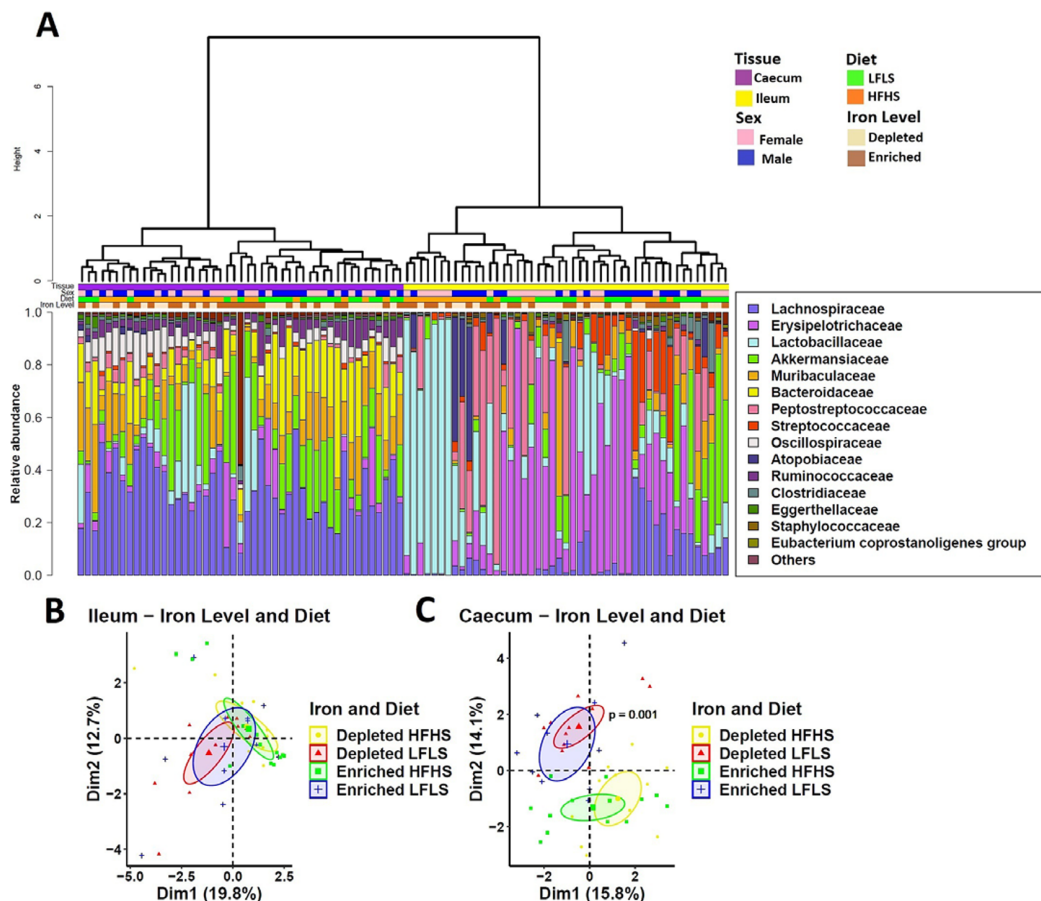 A
Tissue
Caecum
Ileum
Sex
Female
Male
Diet
LFLS
HFHS
Iron Level
Depleted
Enriched
Height
6
4
2
0
Tissue
Sex
Diet
Iron Level
Relative abundance
1.0
0.8
0.6
0.4
0.2
0.0
Lachnospiraceae
Erysipelotrichaceae
Lactobacillaceae
Akkermansiaceae
Muribaculaceae
Bacteroidaceae
Peptostreptococcaceae
Streptococcaceae
Oscillospiraceae
Atopobiaceae
Ruminococcaceae
Clostridiaceae
Eggerthellaceae
Staphylococcaceae
Eubacterium coprostanoligenes group
Others
B Ileum – Iron Level and Diet
Dim2 (12.7%)
2
0
-2
-4
-5.0 -2.5 0.0 2.5
Dim1 (19.8%)
Iron and Diet
Depleted HFHS
Depleted LFLS
Enriched HFHS
Enriched LFLS
C Caecum – Iron Level and Diet
Dim2 (14.1%)
4
2
0
-2
p = 0.001
-2 0 2
Dim1 (15.8%)
Iron and Diet
Depleted HFHS
Depleted LFLS
Enriched HFHS
Enriched LFLS